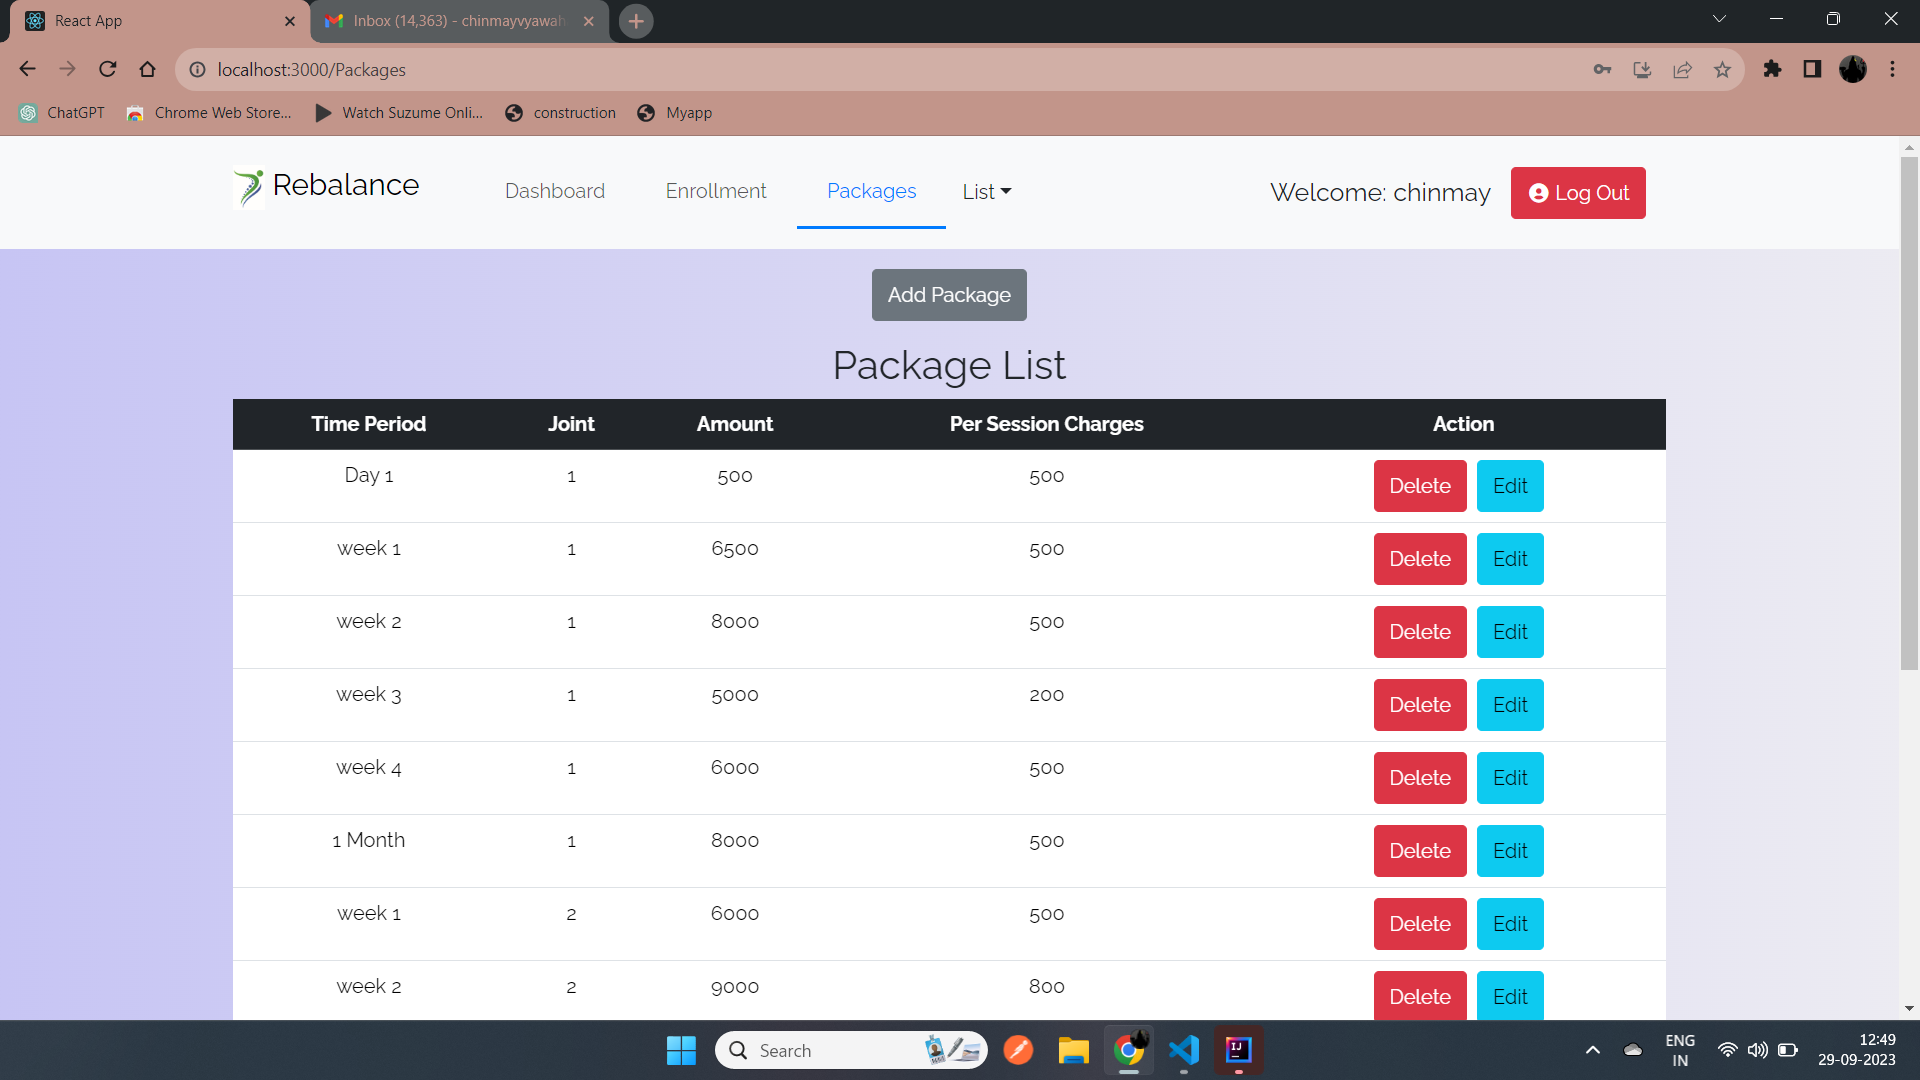 React App
Inbox (14,363) - chinmayvyawah
localhost:3000/Packages
ChatGPT
Chrome Web Store...
Watch Suzume Onli...
construction
Myapp
Rebalance
Dashboard
Enrollment
Packages
List
Welcome: chinmay
Log Out
Add Package
Package List
Time Period Joint Amount Per Session Charges Action
Day 1 1 500 500 Delete Edit
week 1 1 6500 500 Delete Edit
week 2 1 8000 500 Delete Edit
week 3 1 5000 200 Delete Edit
week 4 1 6000 500 Delete Edit
1 Month 1 8000 500 Delete Edit
week 1 2 6000 500 Delete Edit
week 2 2 9000 800 Delete Edit
Search
IJ
ENG
IN
12:49
29-09-2023